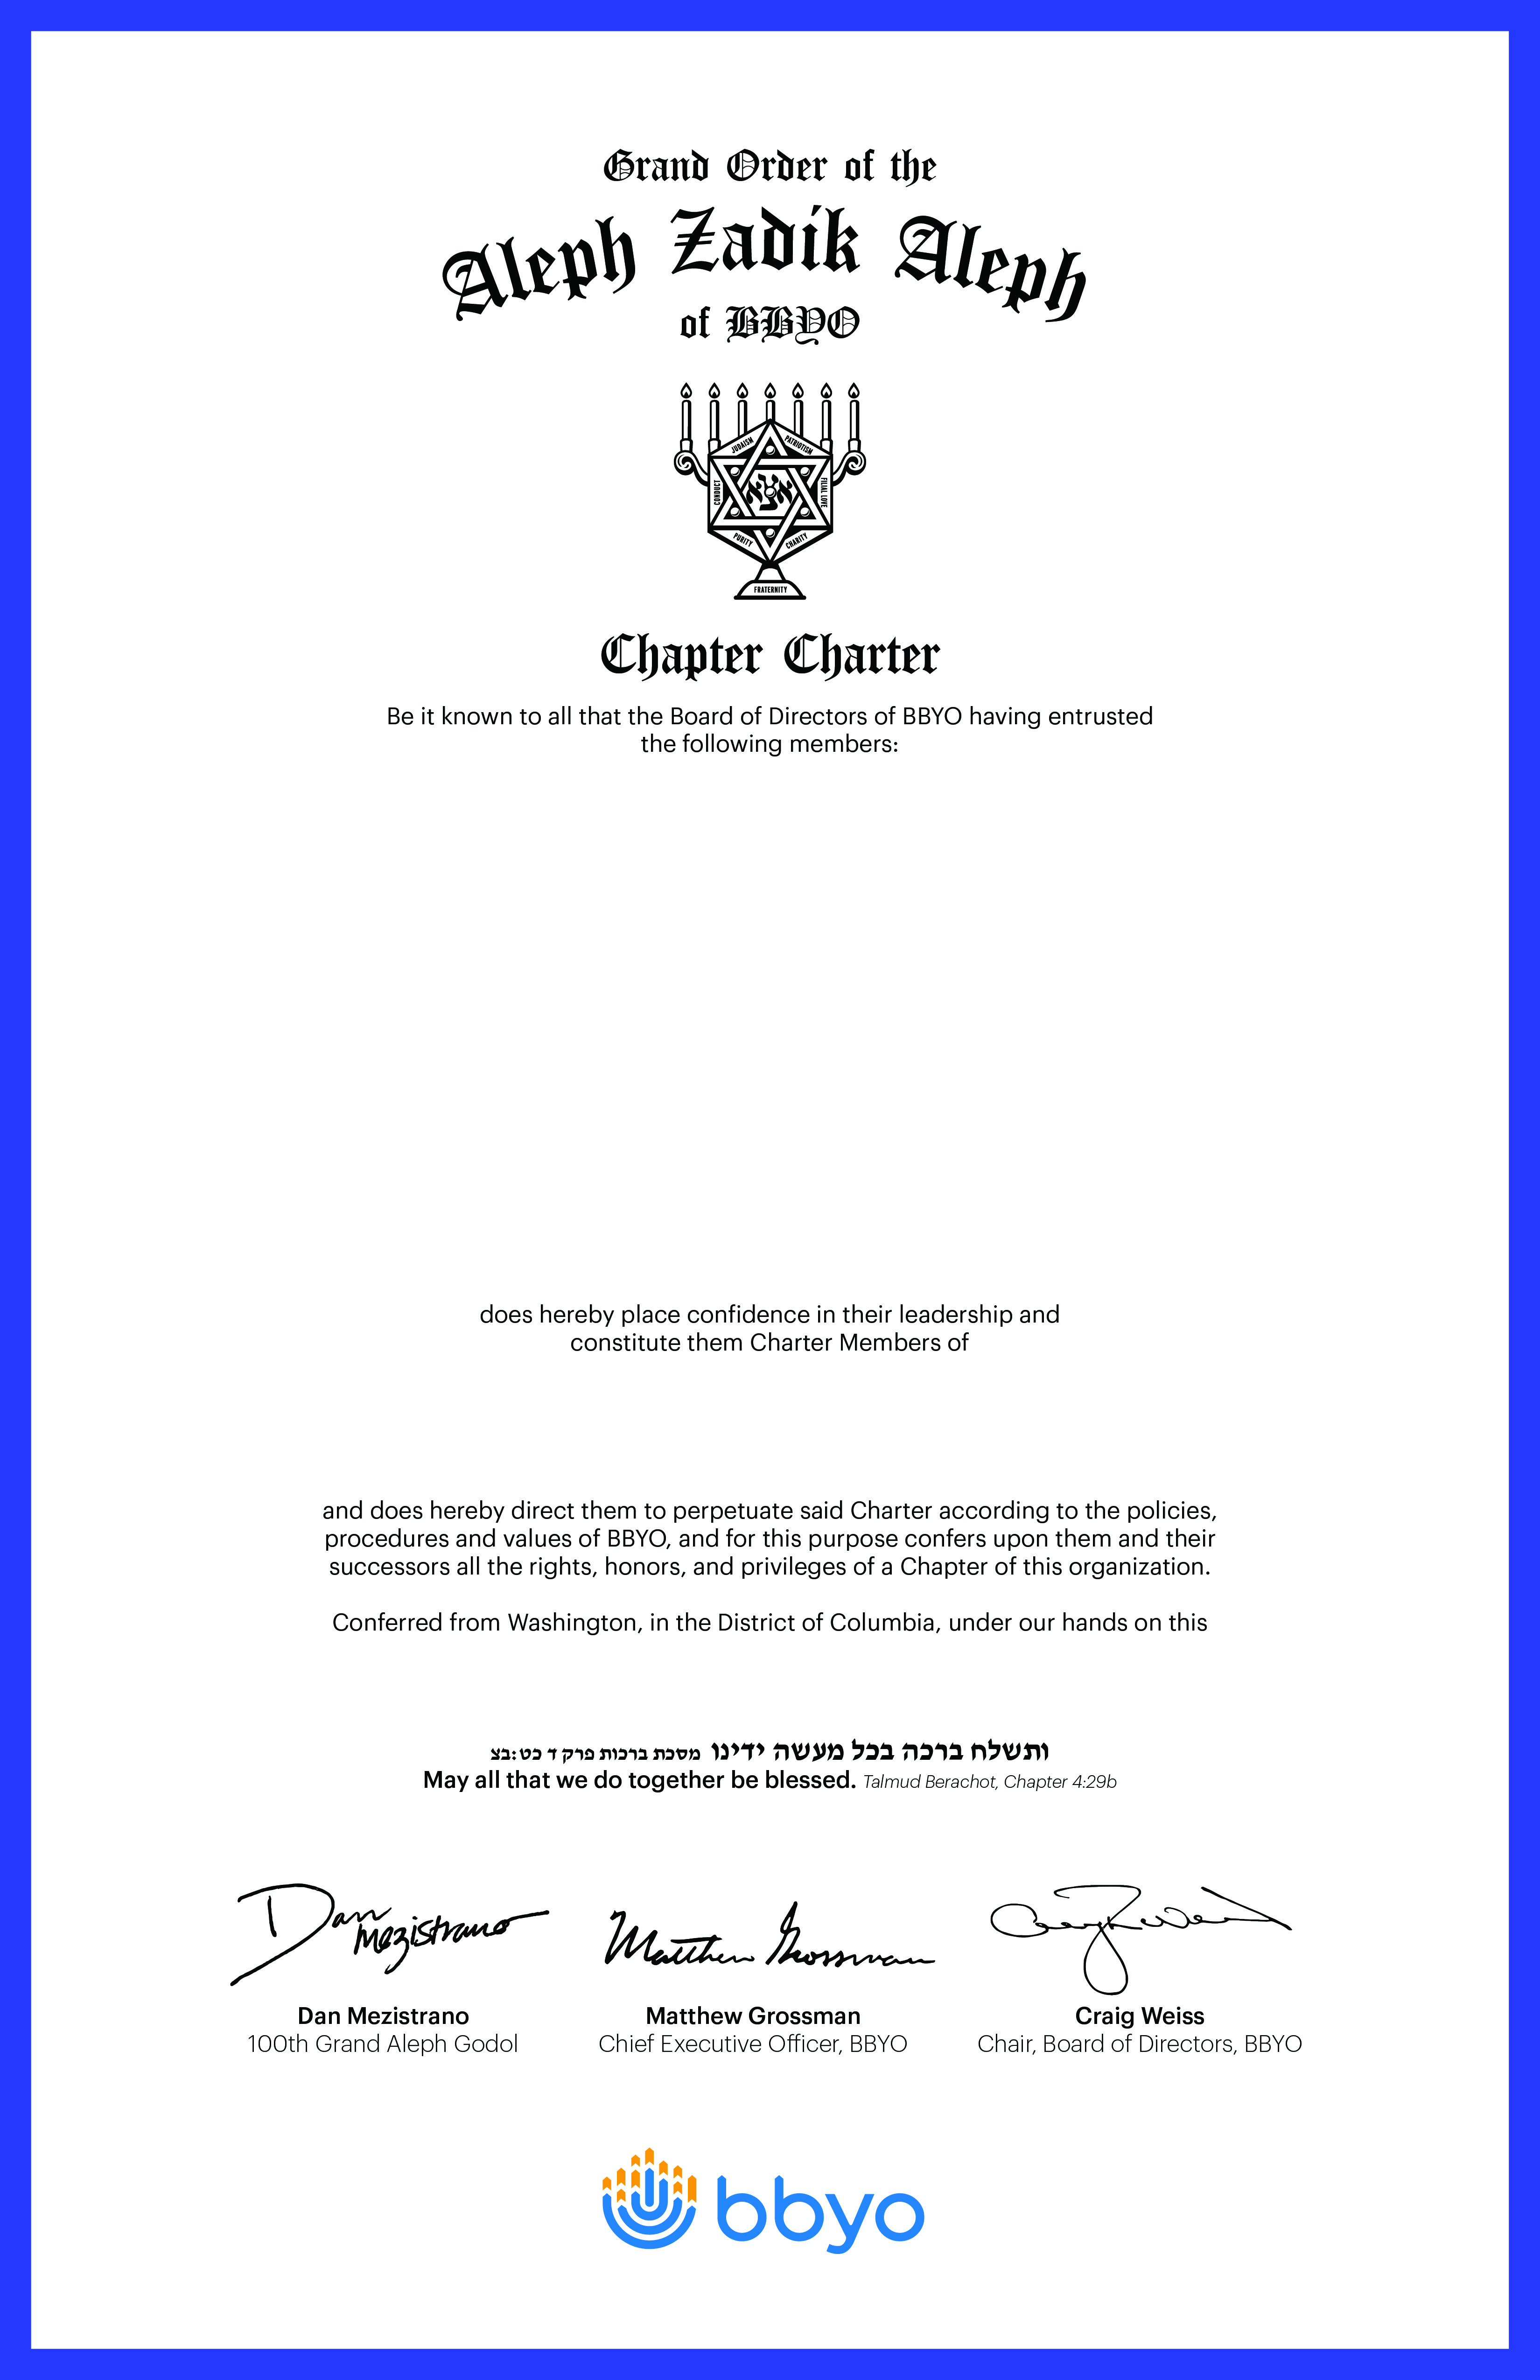 Grand Order of the
Aleph Zadik Aleph
of BBYO
JUDAISM
PATRIOTISM
CONDUCT
אצא
FILIAL LOVE
PURITY
CHARITY
FRATERNITY
Chapter Charter
Be it known to all that the Board of Directors of BBYO having entrusted
the following members:
does hereby place confidence in their leadership and
constitute them Charter Members of
and does hereby direct them to perpetuate said Charter according to the policies,
procedures and values of BBYO, and for this purpose confers upon them and their
successors all the rights, honors, and privileges of a Chapter of this organization.
Conferred from Washington, in the District of Columbia, under our hands on this
ותשלח ברכה בכל מעשה ידינו מסכת ברכות פרק ד כט:בצ
May all that we do together be blessed. Talmud Berachot, Chapter 4:29b
Dan Mezistrano
Matthew Grossman
Craig Weiss
Dan Mezistrano
100th Grand Aleph Godol
Matthew Grossman
Chief Executive Officer, BBYO
Craig Weiss
Chair, Board of Directors, BBYO
bbyo